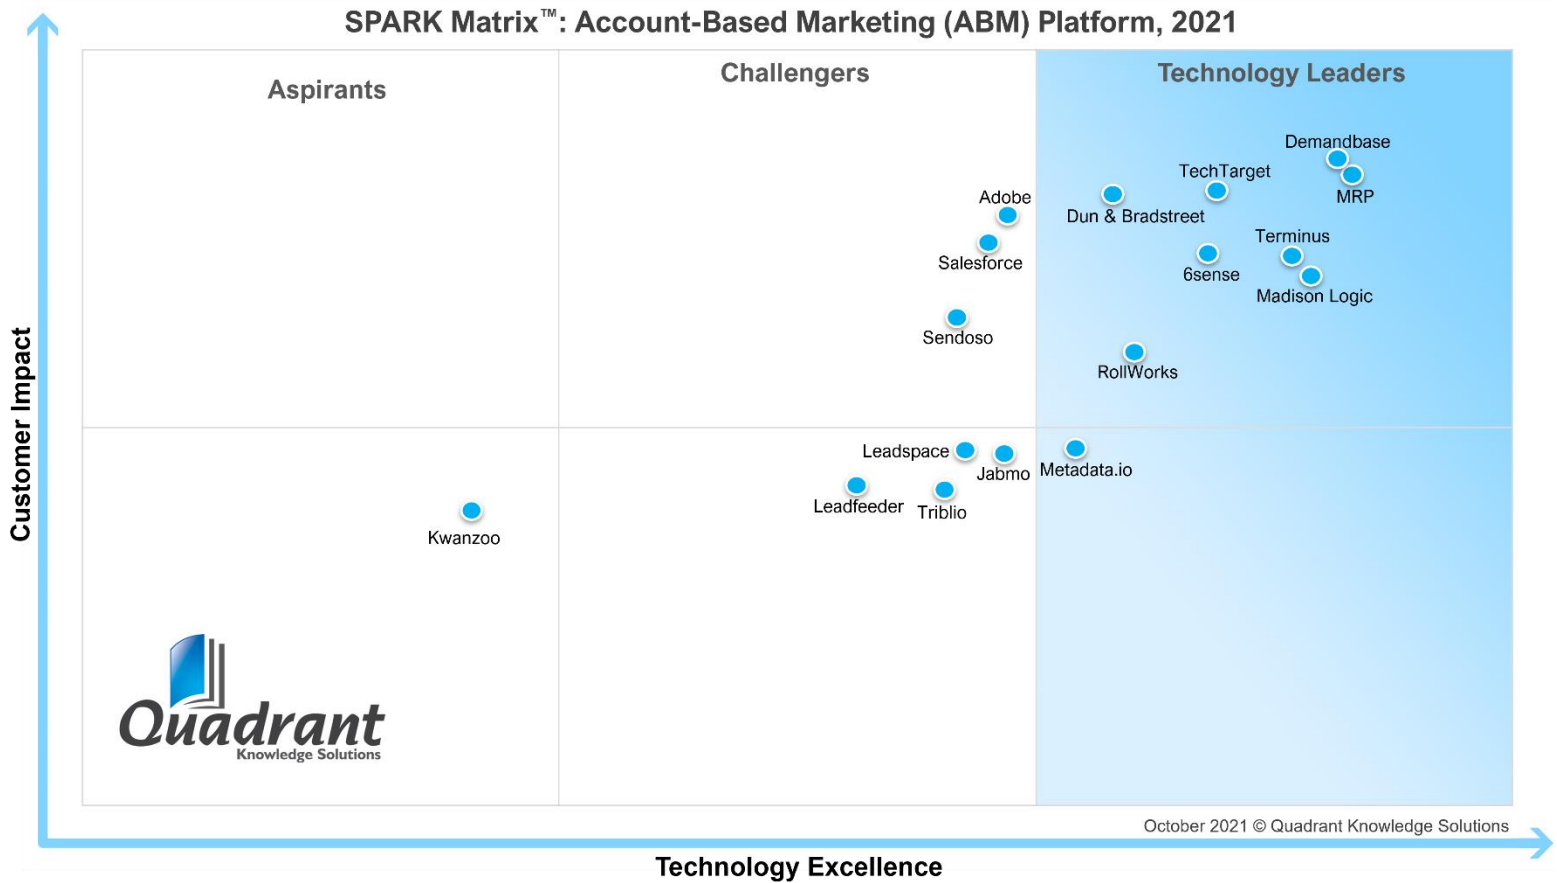 SPARK Matrix™: Account-Based Marketing (ABM) Platform, 2021
Aspirants
Challengers
Technology Leaders
Demandbase
TechTarget
MRP
Adobe
Dun & Bradstreet
Terminus
Salesforce
6sense
Madison Logic
Sendoso
RollWorks
Customer Impact
Leadspace
Jabmo
Metadata.io
Leadfeeder
Triblio
Kwanzoo
Quadrant
Knowledge Solutions
October 2021 © Quadrant Knowledge Solutions
Technology Excellence